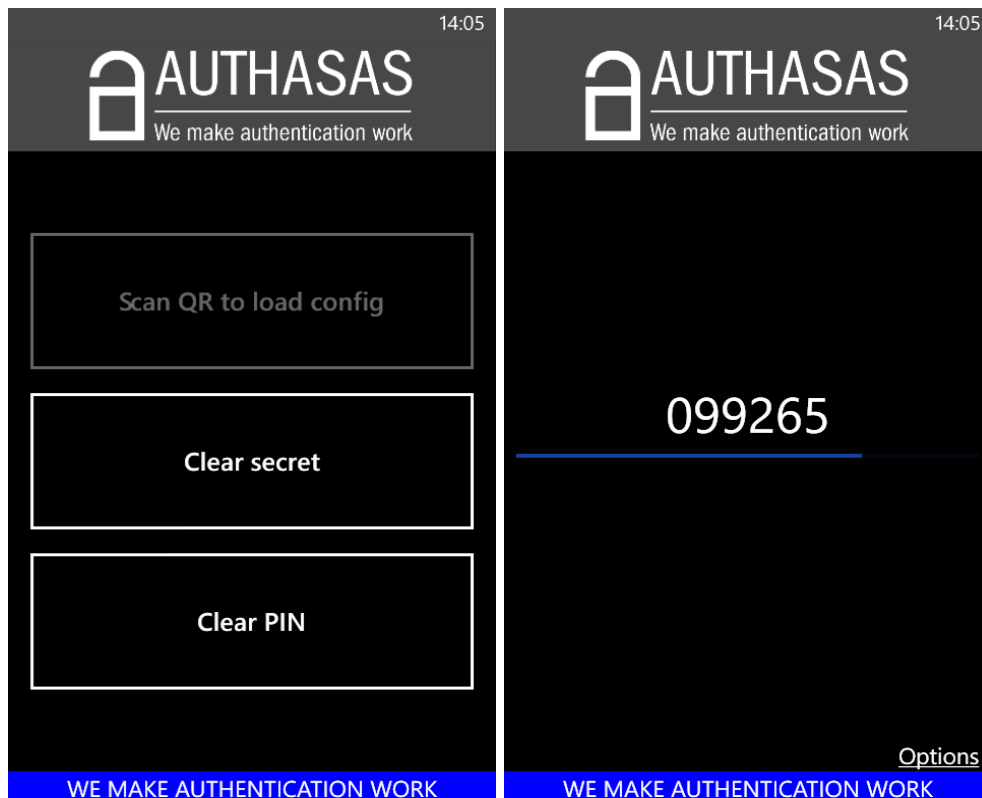 14:05
AUTHASAS
We make authentication work
Scan QR to load config
Clear secret
Clear PIN
WE MAKE AUTHENTICATION WORK
14:05
AUTHASAS
We make authentication work
099265
Options
WE MAKE AUTHENTICATION WORK